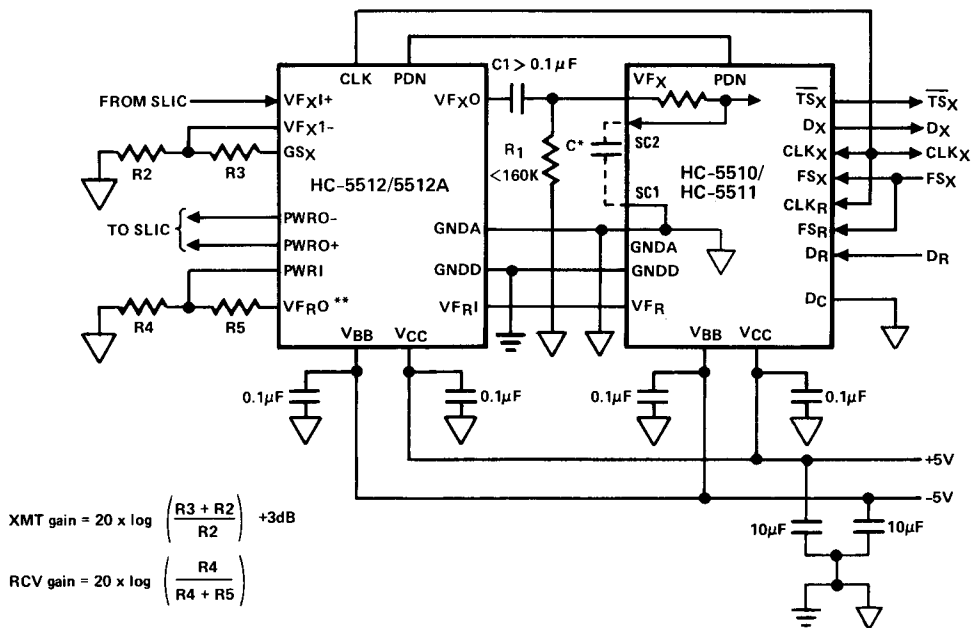 CLK PDN
C1 > 0.1μF
VFX PDN
FROM SLIC
VFXI+
VFXO
VFX1-
GSX
R2 R3
HC-5512/5512A
R1
<160K
C*
SC2
SC1
HC-5510/
HC-5511
TSX TSX
DX DX
CLKX CLKX
FSX FSX
CLKR
FSR
DR DR
DC
TO SLIC
PWRO-
PWRO+
PWRI
VFRO **
R4 R5
GNDA
GNDD
VFRI
GNDA
GNDD
VFR
VBB VCC
VBB VCC
0.1μF 0.1μF 0.1μF 0.1μF
+5V
-5V
10μF 10μF
XMT gain = 20 x log (R3 + R2 / R2) +3dB
RCV gain = 20 x log (R4 / R4 + R5)